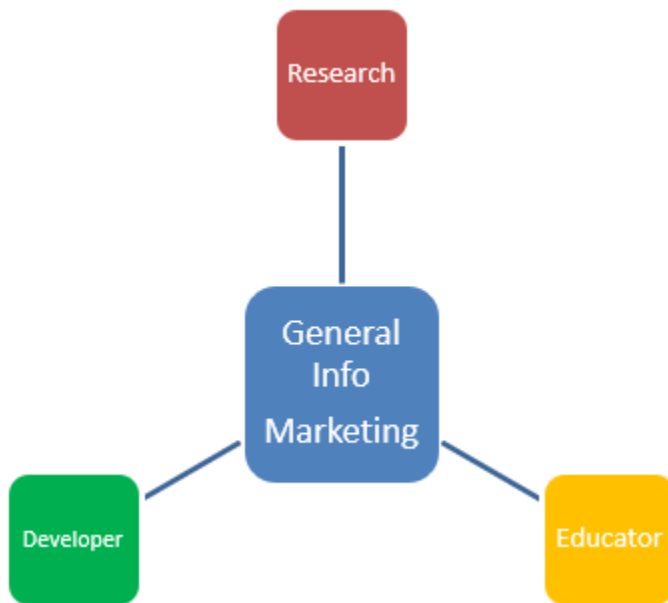 Research
General
Info
Marketing
Developer
Educator